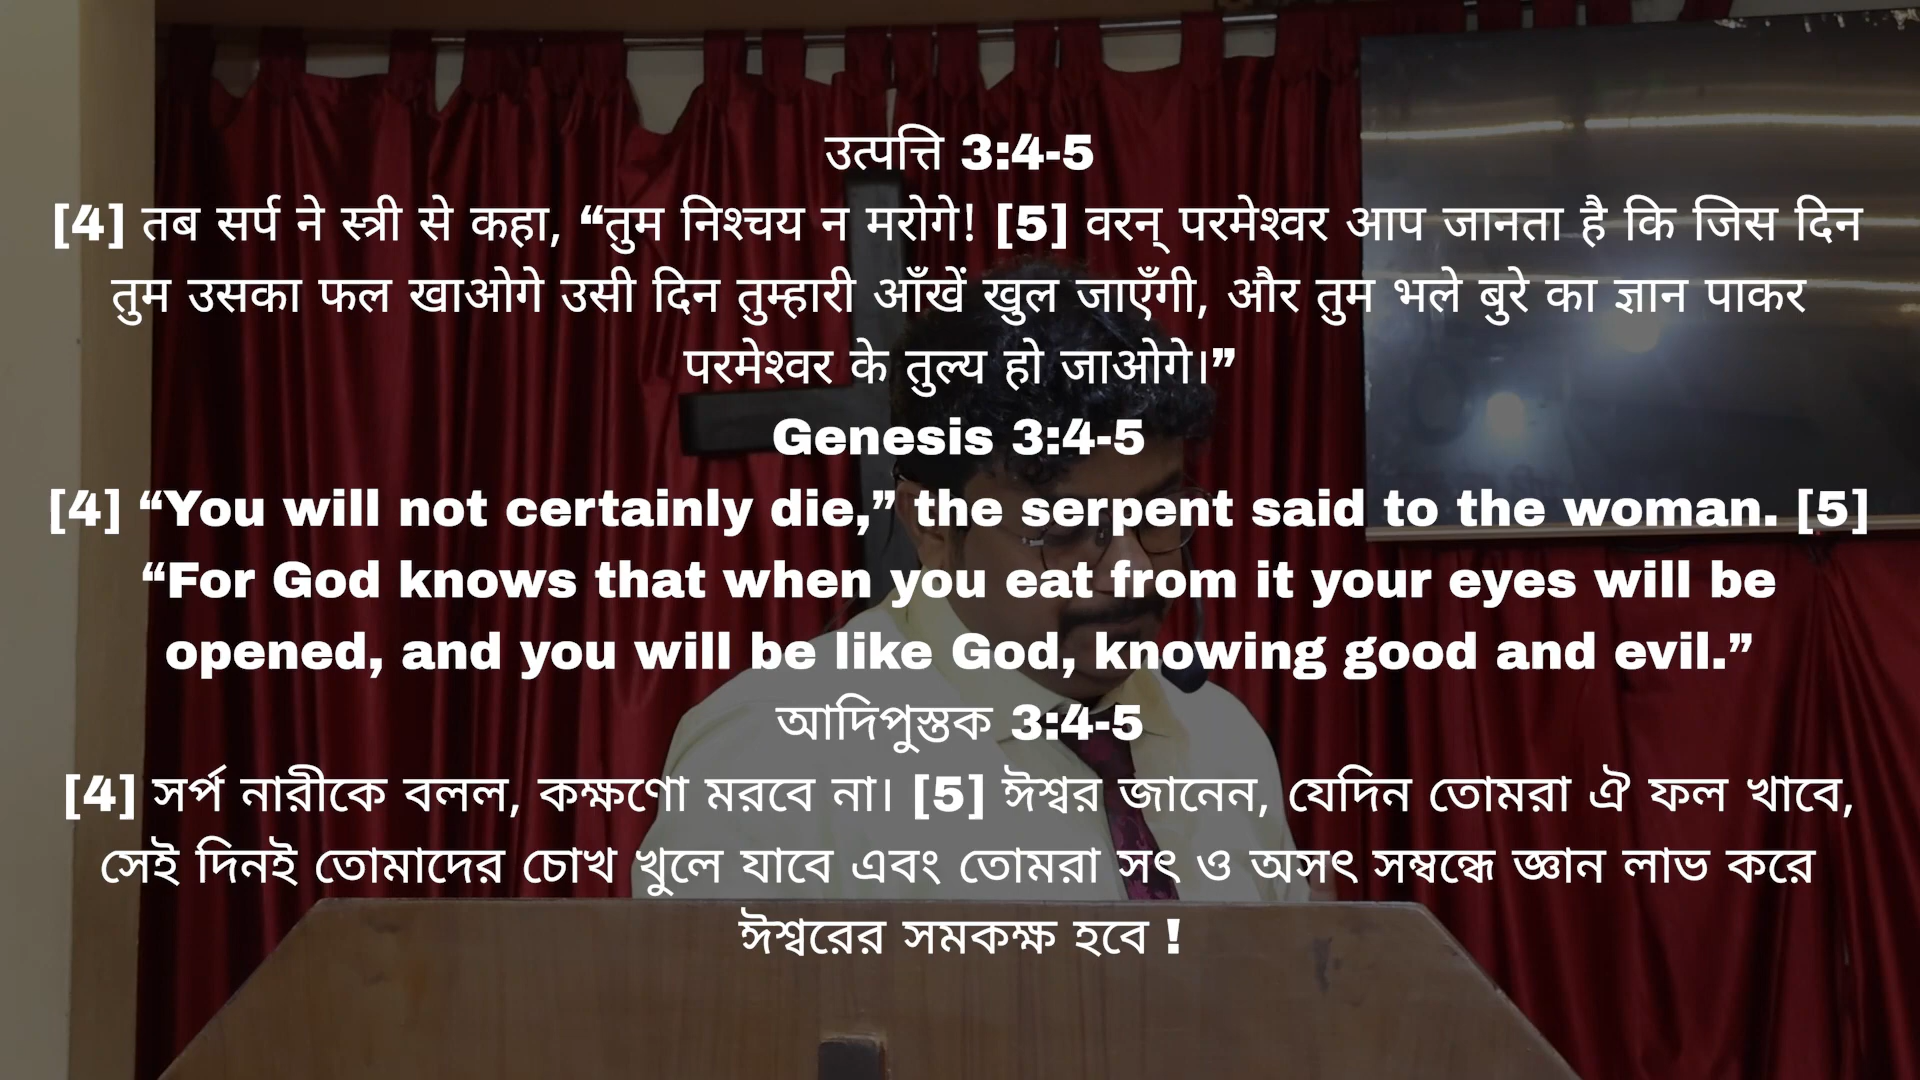 उत्पत्ति 3:4-5
[4] तब सर्प ने स्त्री से कहा, “तुम निश्चय न मरोगे! [5] वरन् परमेश्वर आप जानता है कि जिस दिन
तुम उसका फल खाओगे उसी दिन तुम्हारी आँखें खुल जाएँगी, और तुम भले बुरे का ज्ञान पाकर
परमेश्वर के तुल्य हो जाओगे।”
Genesis 3:4-5
[4] “You will not certainly die,” the serpent said to the woman. [5]
“For God knows that when you eat from it your eyes will be
opened, and you will be like God, knowing good and evil.”
আদিপুস্তক 3:4-5
[4] সর্প নারীকে বলল, কক্ষণো মরবে না। [5] ঈশ্বর জানেন, যেদিন তোমরা ঐ ফল খাবে,
সেই দিনই তোমাদের চোখ খুলে যাবে এবং তোমরা সৎ ও অসৎ সম্বন্ধে জ্ঞান লাভ করে
ঈশ্বরের সমকক্ষ হবে !